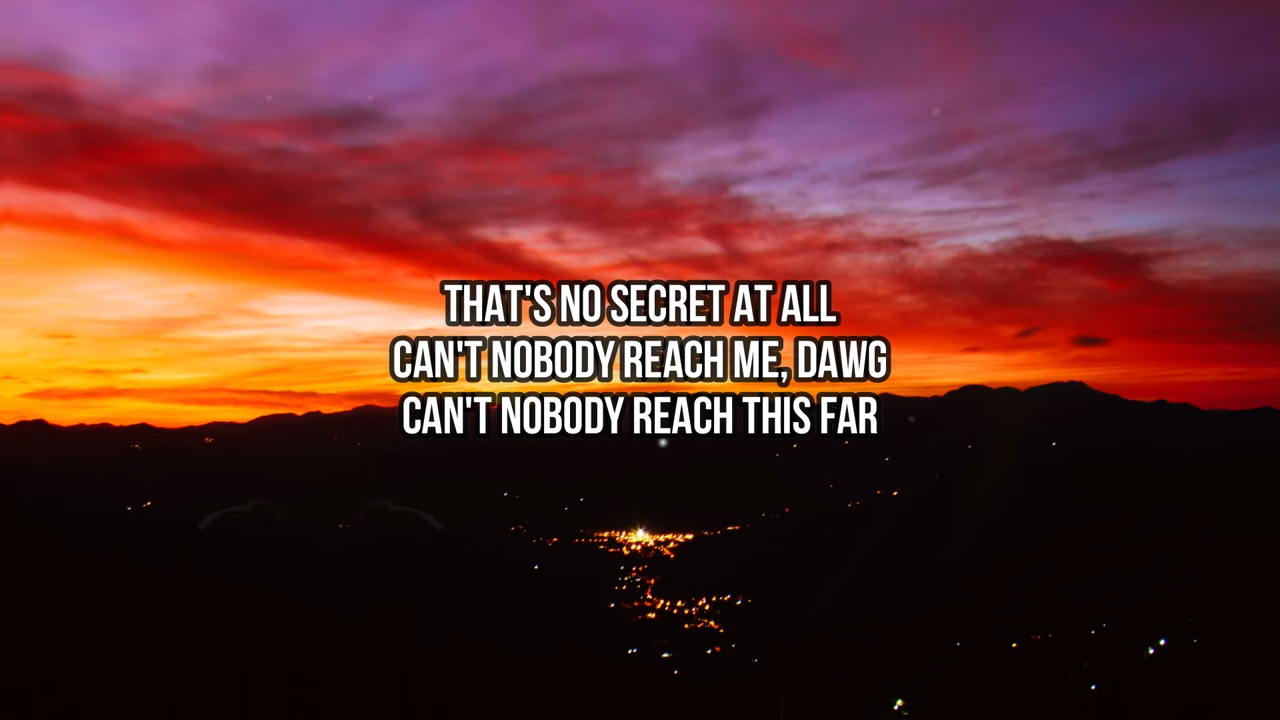 THAT'S NO SECRET AT ALL
CAN'T NOBODY REACH ME, DAWG
CAN'T NOBODY REACH THIS FAR